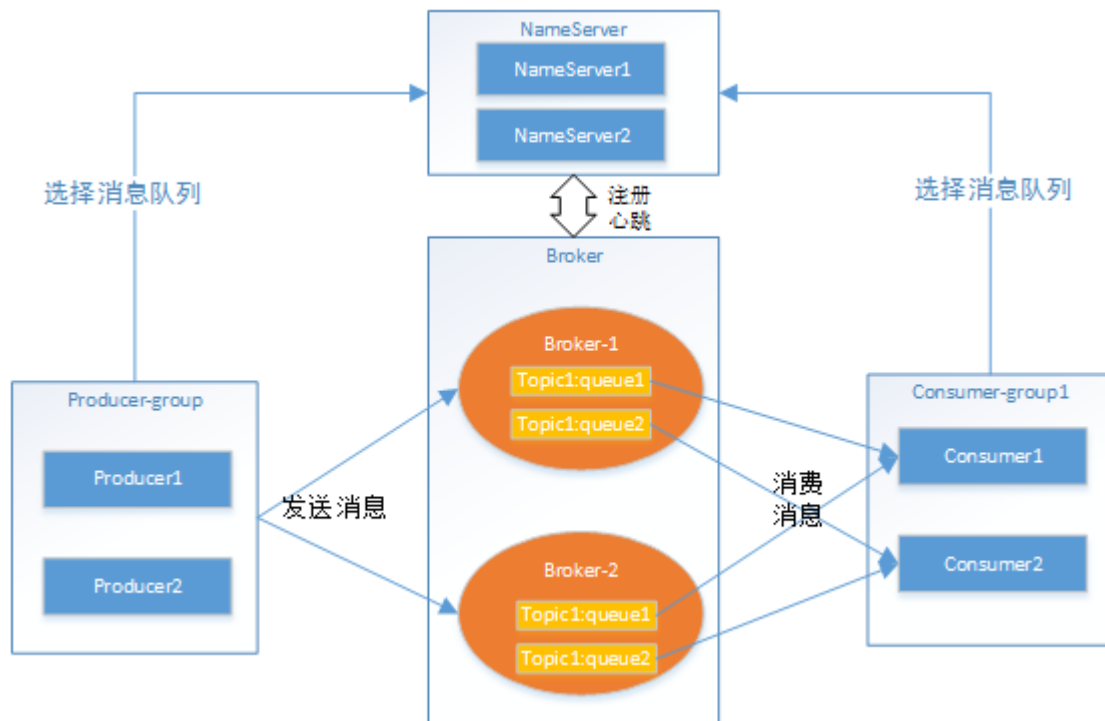 NameServer
NameServer1
NameServer2
选择消息队列
选择消息队列
注册
心跳
Broker
Broker-1
Topic1:queue1
Topic1:queue2
Producer-group
Producer1
Producer2
发送消息
消费
消息
Consumer-group1
Consumer1
Consumer2
Broker-2
Topic1:queue1
Topic1:queue2